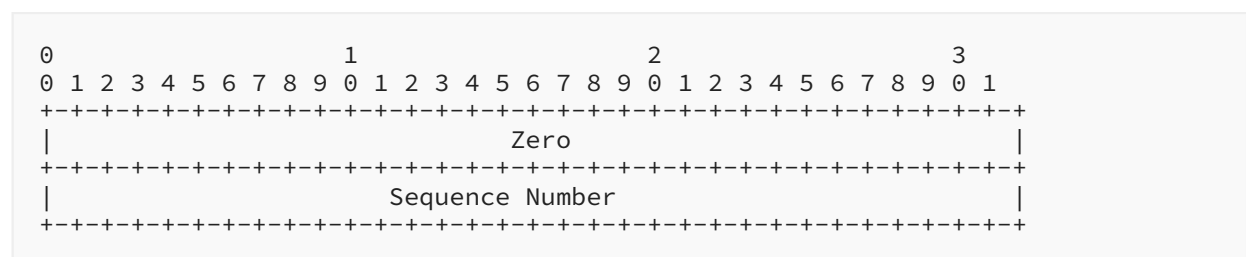 0                   1                   2                   3
0 1 2 3 4 5 6 7 8 9 0 1 2 3 4 5 6 7 8 9 0 1 2 3 4 5 6 7 8 9 0 1
+-+-+-+-+-+-+-+-+-+-+-+-+-+-+-+-+-+-+-+-+-+-+-+-+-+-+-+-+-+-+-+-+
|                              Zero                             |
+-+-+-+-+-+-+-+-+-+-+-+-+-+-+-+-+-+-+-+-+-+-+-+-+-+-+-+-+-+-+-+-+
|                      Sequence Number                          |
+-+-+-+-+-+-+-+-+-+-+-+-+-+-+-+-+-+-+-+-+-+-+-+-+-+-+-+-+-+-+-+-+